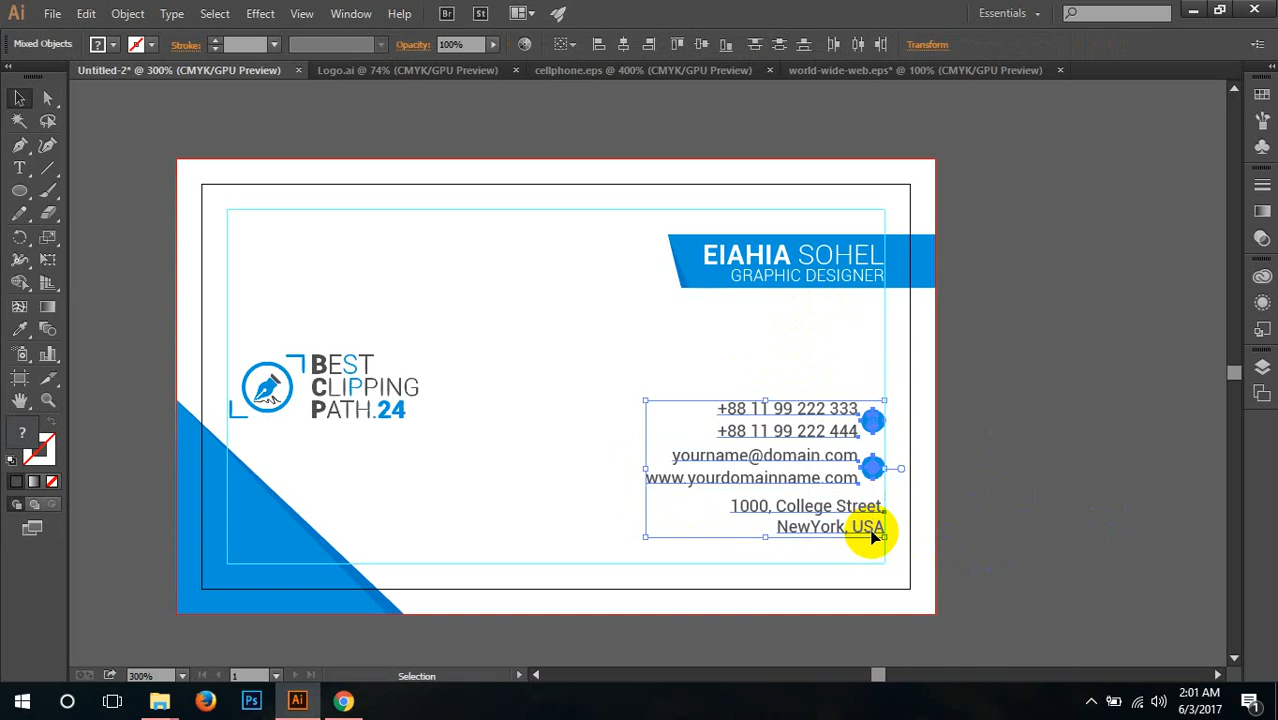 Ai File Edit Object Type Select Effect View Window Help Br St Essentials
Mixed Objects ? Stroke: Opacity: 100% Transform
Untitled-2* @ 300% (CMYK/GPU Preview) Logo.ai @ 74% (CMYK/GPU Preview) cellphone.eps @ 400% (CMYK/GPU Preview) world-wide-web.eps* @ 100% (CMYK/GPU Preview)
EIAHIA SOHEL
GRAPHIC DESIGNER
BEST
CLIPPING
PATH.24
+88 11 99 222 333
+88 11 99 222 444
yourname@domain.com
www.yourdomainname.com
1000, College Street,
NewYork, USA
?
300% 1 Selection
Ps Ai 2:01 AM
6/3/2017